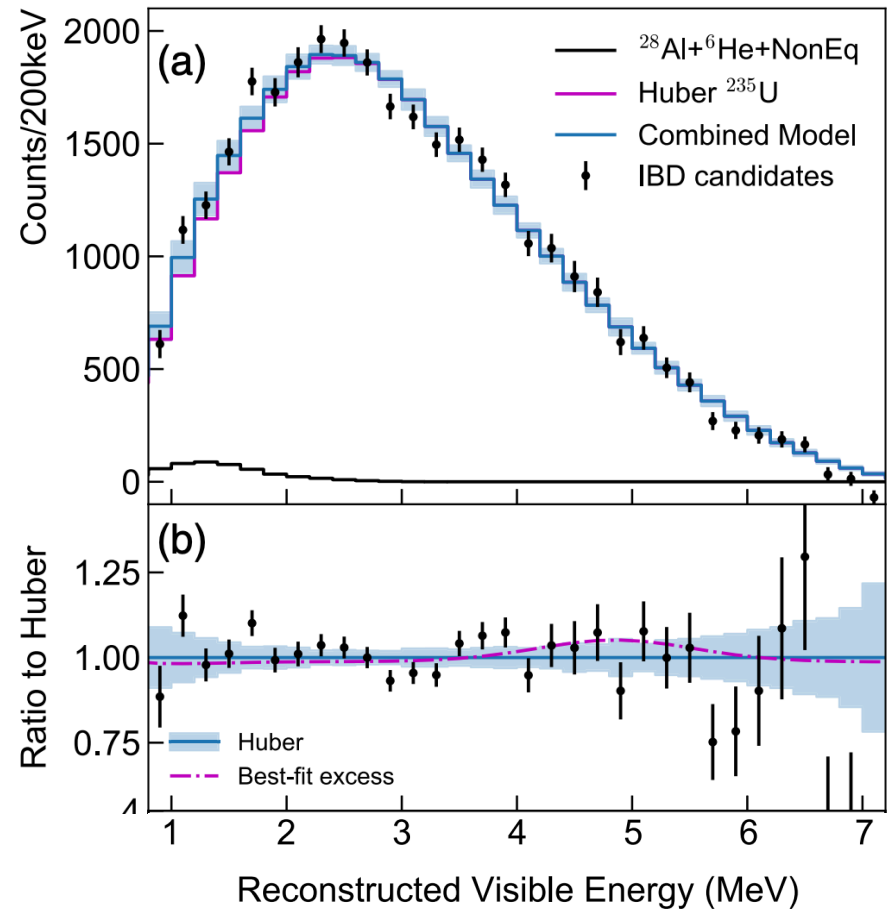 (a)
²⁸Al+⁶He+NonEq
Huber ²³⁵U
Combined Model
IBD candidates
Counts/200keV
2000
1500
1000
500
0
(b)
Ratio to Huber
1.25
1.00
0.75
4
Huber
Best-fit excess
1 2 3 4 5 6 7
Reconstructed Visible Energy (MeV)